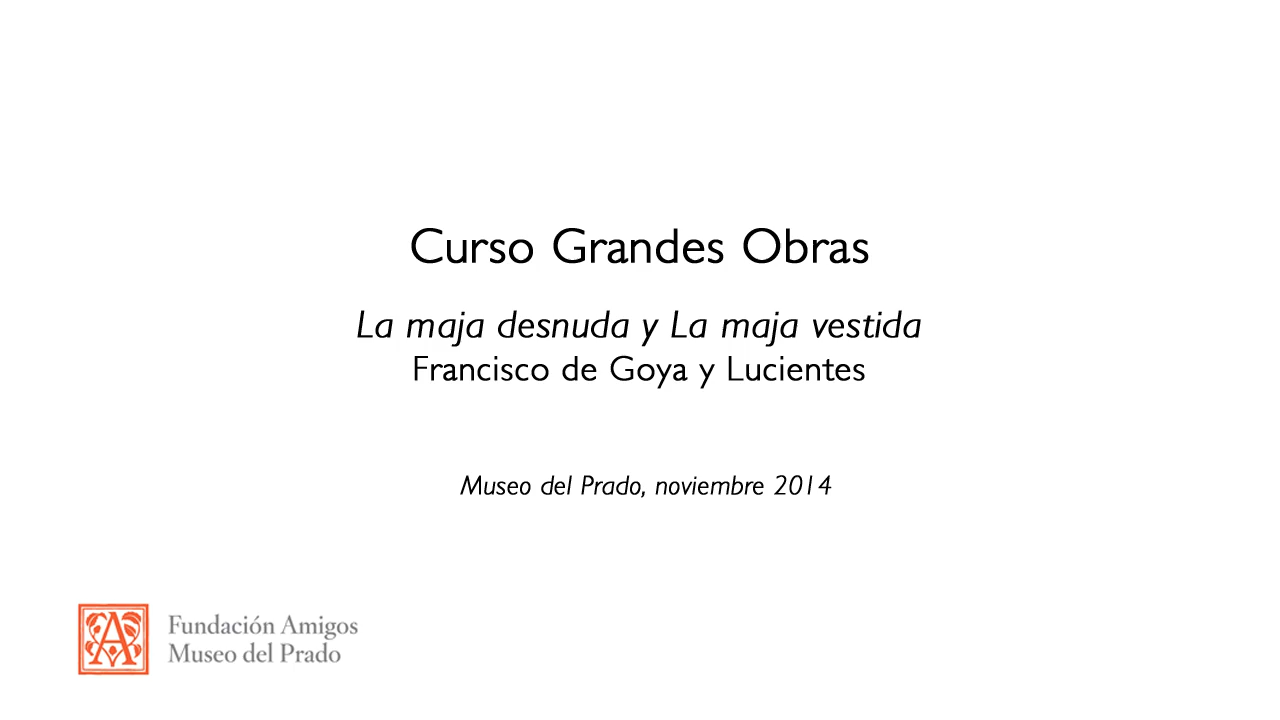 Curso Grandes Obras
La maja desnuda y La maja vestida
Francisco de Goya y Lucientes
Museo del Prado, noviembre 2014
A
Fundación Amigos
Museo del Prado